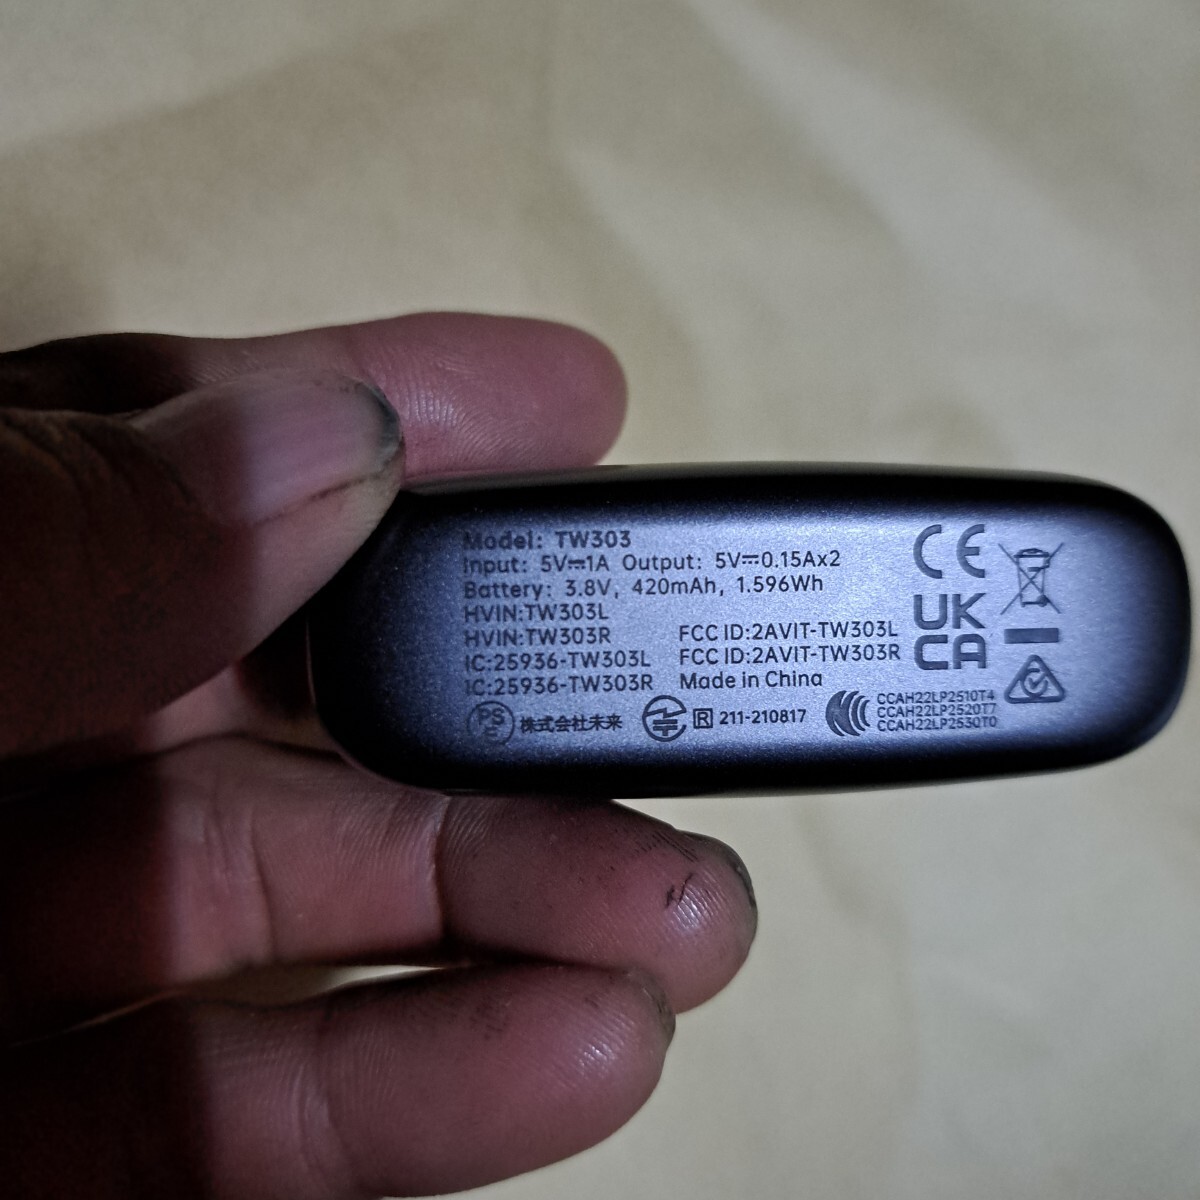 Model: TW303
Input: 5V⎓1A Output: 5V⎓0.15Ax2
Battery: 3.8V, 420mAh, 1.596Wh
HVIN:TW303L
HVIN:TW303R FCC ID:2AVIT-TW303L
IC:25936-TW303L FCC ID:2AVIT-TW303R
IC:25936-TW303R Made in China
PS E 株式会社未来 R 211-210817
CCAH22LP2510T4
CCAH22LP2520T7
CCAH22LP2530T0
CE
UK
CA